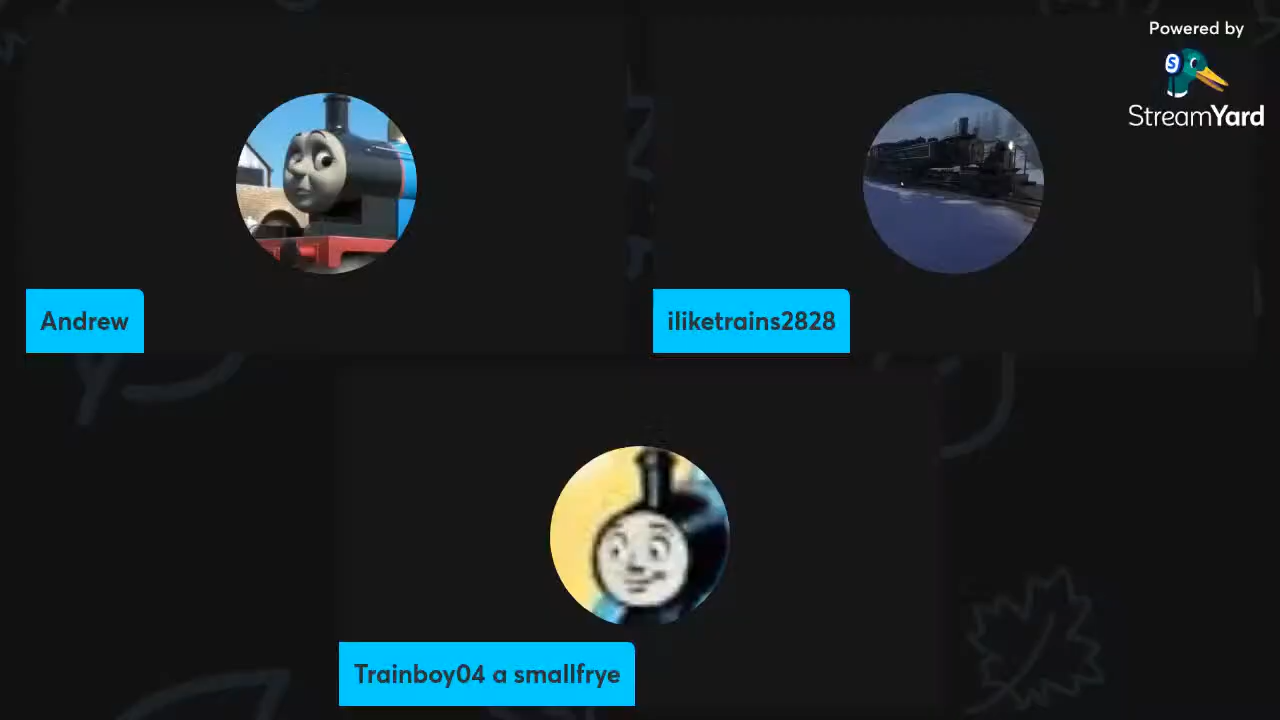 Powered by
S
StreamYard
Andrew
iliketrains2828
Trainboy04 a smallfrye